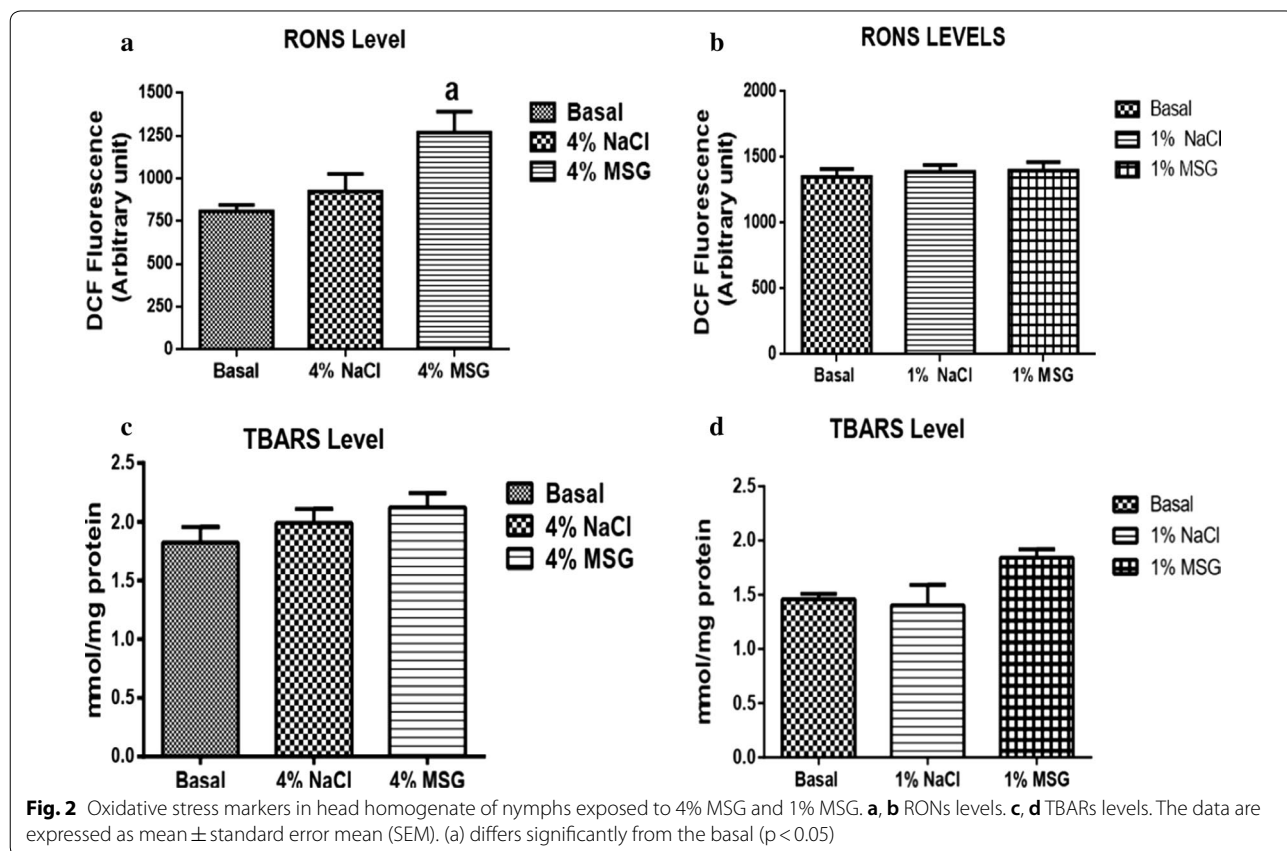 a
RONS Level
DCF Fluorescence
(Arbitrary unit)
1500
1250
1000
750
500
250
0
a
Basal
4% NaCl
4% MSG
Basal
4% NaCl
4% MSG
b
RONS LEVELS
DCF Fluorescence
(Arbitrary unit)
2000
1500
1000
500
0
Basal
1% NaCl
1% MSG
Basal
1% NaCl
1% MSG
c
TBARS Level
mmol/mg protein
2.5
2.0
1.5
1.0
0.5
0.0
Basal
4% NaCl
4% MSG
Basal
4% NaCl
4% MSG
d
TBARS Level
mmol/mg protein
2.5
2.0
1.5
1.0
0.5
0.0
Basal
1% NaCl
1% MSG
Basal
1% NaCl
1% MSG
Fig. 2 Oxidative stress markers in head homogenate of nymphs exposed to 4% MSG and 1% MSG. a, b RONs levels. c, d TBARs levels. The data are
expressed as mean ± standard error mean (SEM). (a) differs significantly from the basal (p < 0.05)